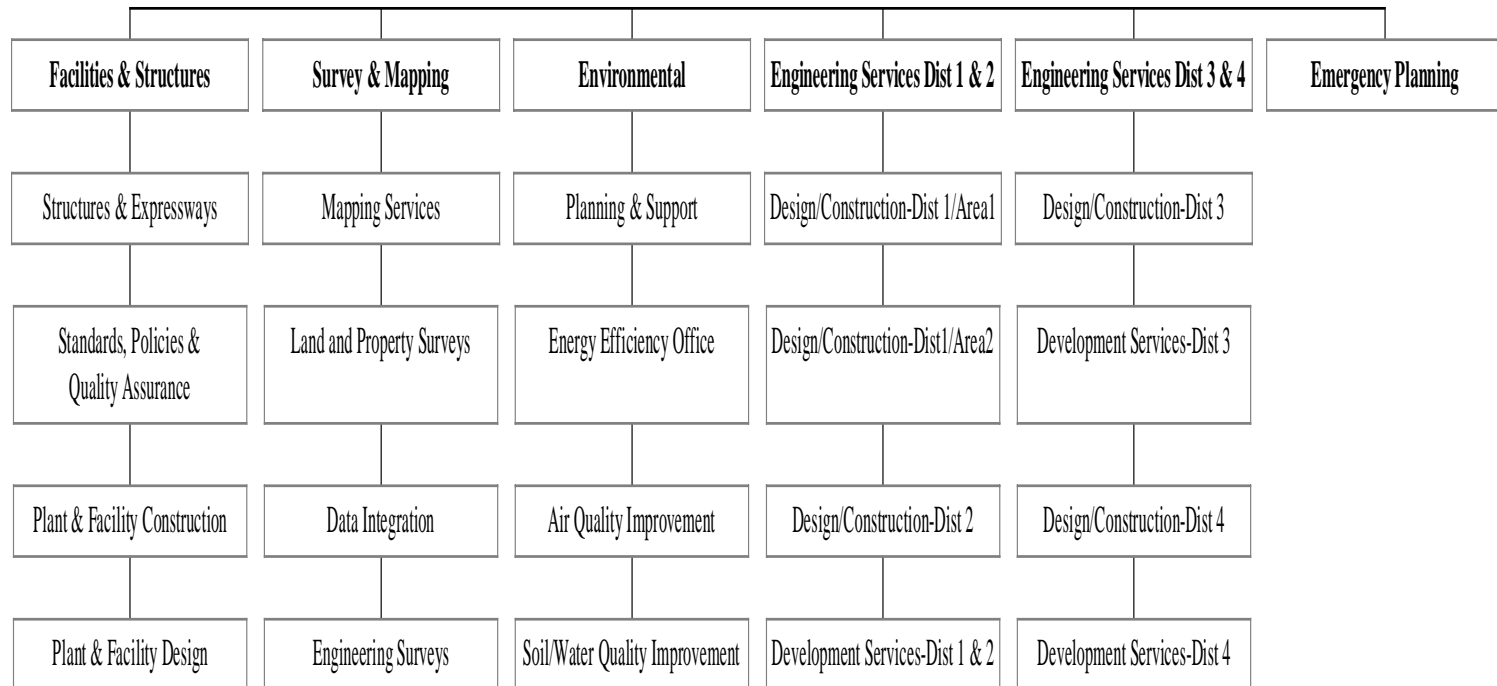 Facilities & Structures
Survey & Mapping
Environmental
Engineering Services Dist 1 & 2
Engineering Services Dist 3 & 4
Emergency Planning
Structures & Expressways
Mapping Services
Planning & Support
Design/Construction-Dist 1/Area1
Design/Construction-Dist 3
Standards, Policies &
Quality Assurance
Land and Property Surveys
Energy Efficiency Office
Design/Construction-Dist1/Area2
Development Services-Dist 3
Plant & Facility Construction
Data Integration
Air Quality Improvement
Design/Construction-Dist 2
Design/Construction-Dist 4
Plant & Facility Design
Engineering Surveys
Soil/Water Quality Improvement
Development Services-Dist 1 & 2
Development Services-Dist 4